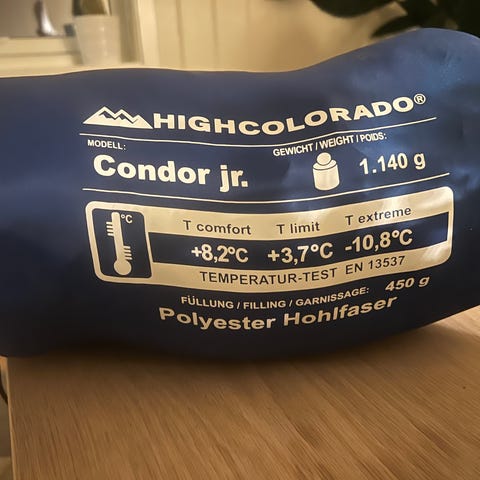 HIGHCOLORADO®
MODELL:
GEWICHT / WEIGHT / POIDS:
Condor jr.
1.140 g
°C
T comfort T limit T extreme
+8,2°C +3,7°C -10,8°C
TEMPERATUR-TEST EN 13537
FÜLLUNG / FILLING / GARNISSAGE: 450 g
Polyester Hohlfaser